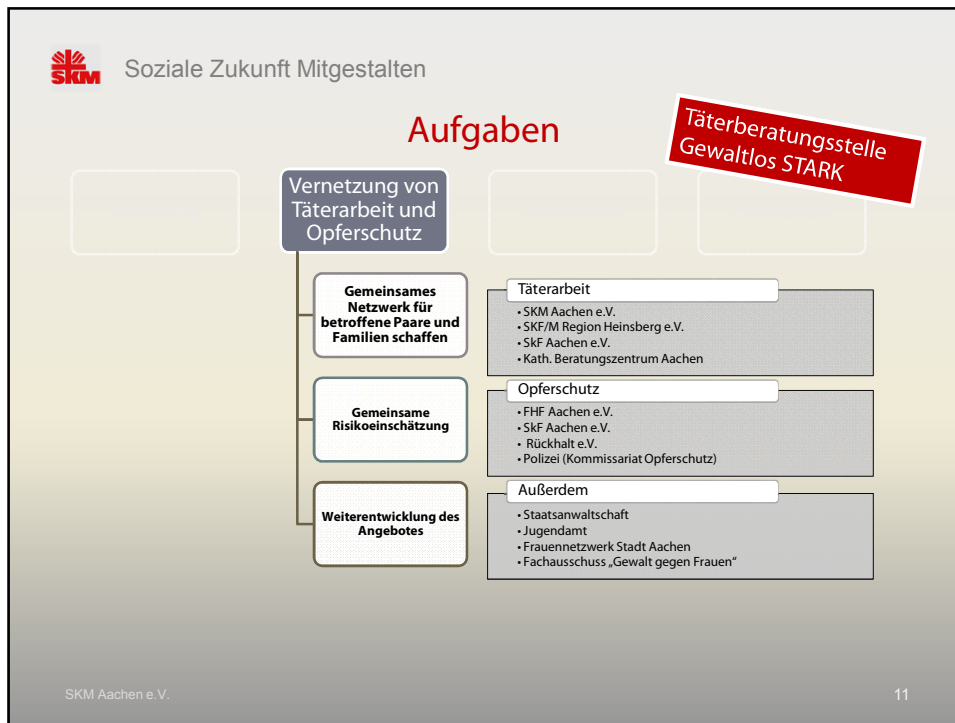 SKM
Soziale Zukunft Mitgestalten
Aufgaben
Täterberatungsstelle
Gewaltlos STARK
Vernetzung von
Täterarbeit und
Opferschutz
Gemeinsames
Netzwerk für
betroffene Paare und
Familien schaffen
Gemeinsame
Risikoeinschätzung
Weiterentwicklung des
Angebotes
Täterarbeit
• SKM Aachen e.V.
• SKF/M Region Heinsberg e.V.
• SkF Aachen e.V.
• Kath. Beratungszentrum Aachen
Opferschutz
• FHF Aachen e.V.
• SkF Aachen e.V.
• Rückhalt e.V.
• Polizei (Kommissariat Opferschutz)
Außerdem
• Staatsanwaltschaft
• Jugendamt
• Frauennetzwerk Stadt Aachen
• Fachausschuss „Gewalt gegen Frauen“
SKM Aachen e.V.
11